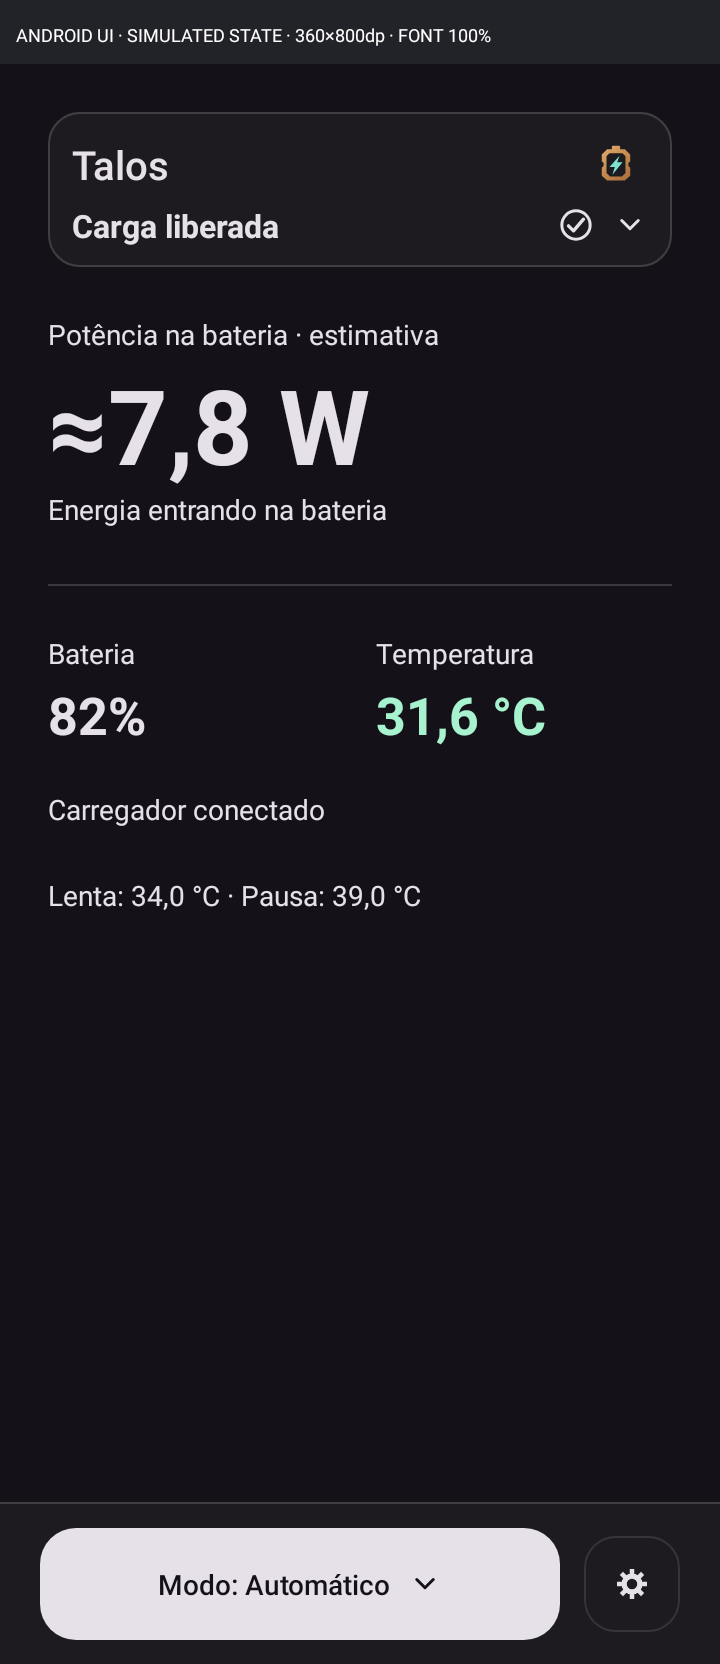 ANDROID UI · SIMULATED STATE · 360×800dp · FONT 100%
Talos
Carga liberada
Potência na bateria · estimativa
≈7,8 W
Energia entrando na bateria
Bateria
Temperatura
82%
31,6 °C
Carregador conectado
Lenta: 34,0 °C · Pausa: 39,0 °C
Modo: Automático